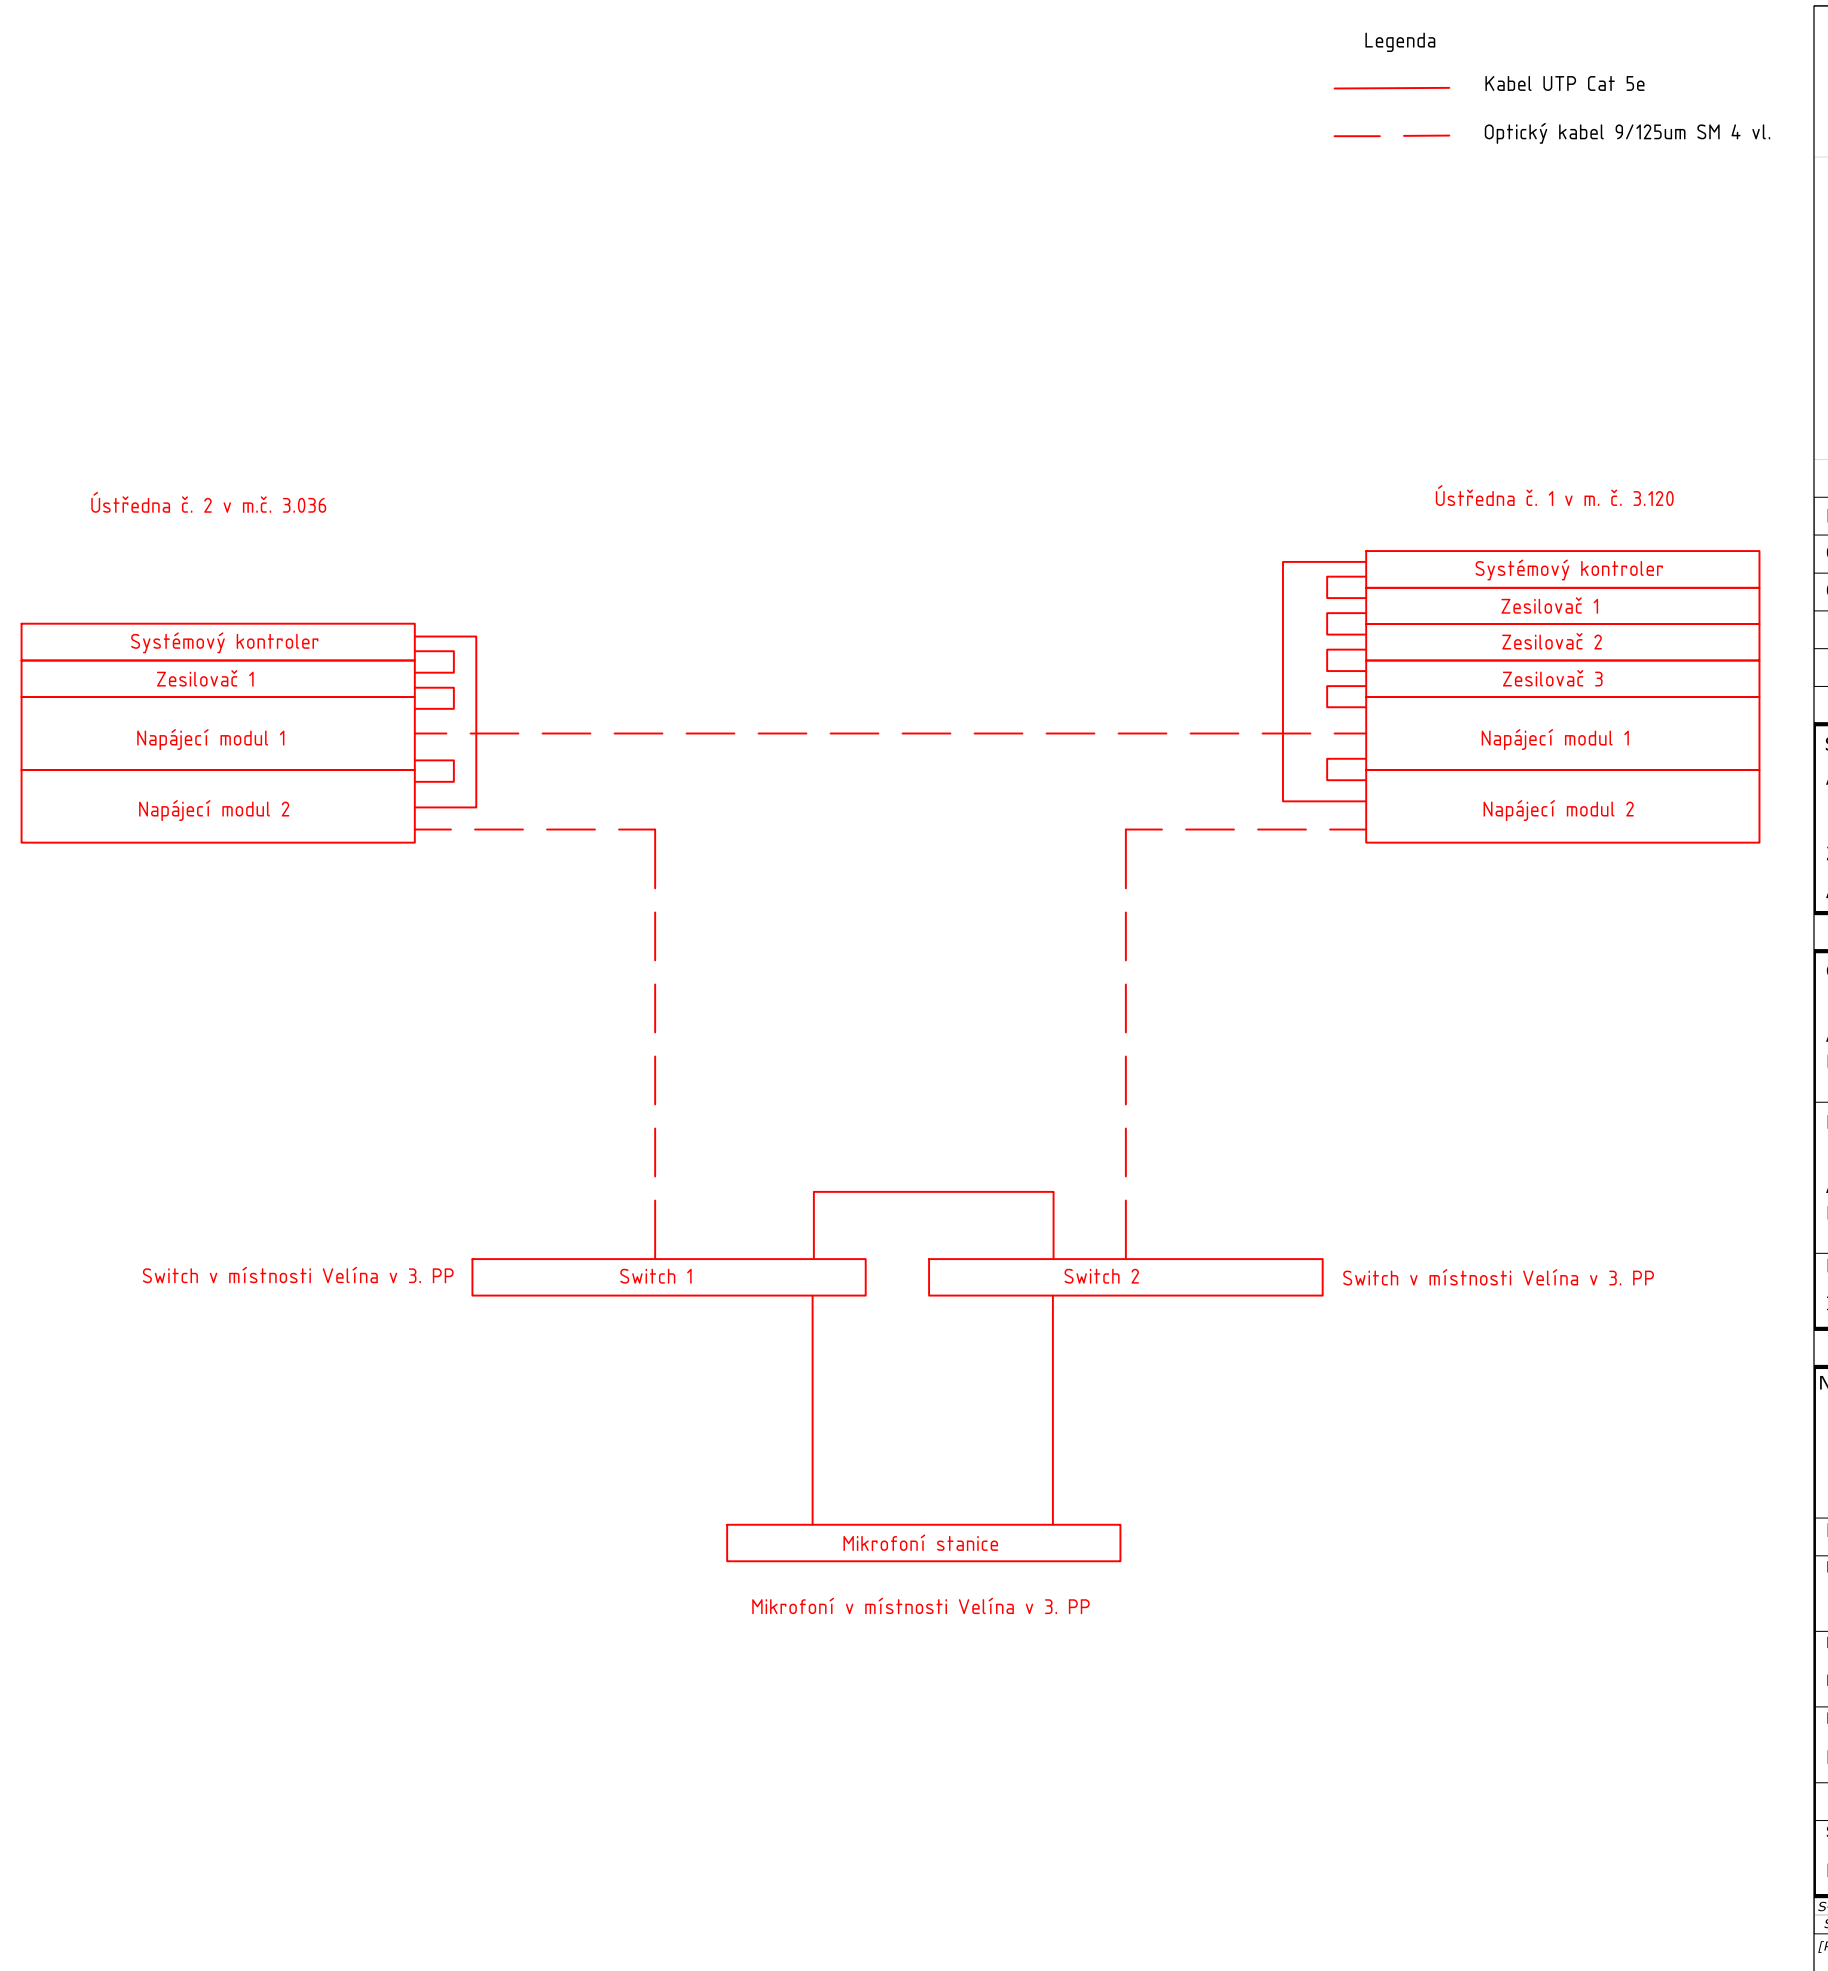 Legenda
Kabel UTP Cat 5e
Optický kabel 9/125um SM 4 vl.
Ústředna č. 2 v m.č. 3.036
Systémový kontroler
Zesilovač 1
Napájecí modul 1
Napájecí modul 2
Ústředna č. 1 v m. č. 3.120
Systémový kontroler
Zesilovač 1
Zesilovač 2
Zesilovač 3
Napájecí modul 1
Napájecí modul 2
Switch v místnosti Velína v 3. PP
Switch 1
Switch 2
Switch v místnosti Velína v 3. PP
Mikrofoní stanice
Mikrofoní v místnosti Velína v 3. PP